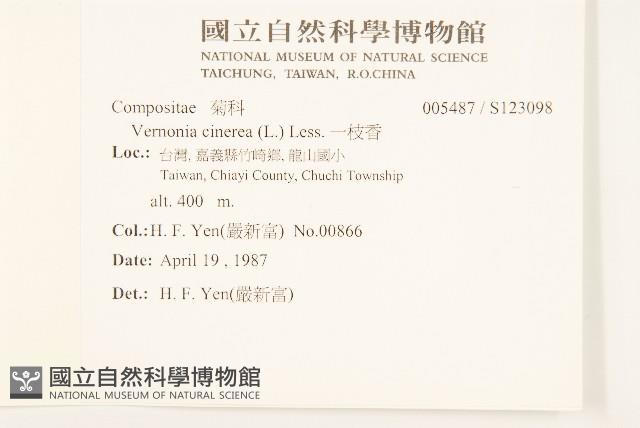 國立自然科學博物館
NATIONAL MUSEUM OF NATURAL SCIENCE
TAICHUNG, TAIWAN, R.O.CHINA
Compositae 菊科 005487 / S123098
Vernonia cinerea (L.) Less. 一枝香
Loc.: 台灣, 嘉義縣竹崎鄉, 龍山國小
Taiwan, Chiayi County, Chuchi Township
alt. 400 m.
Col.:H. F. Yen(嚴新富) No.00866
Date: April 19 , 1987
Det.: H. F. Yen(嚴新富)
國立自然科學博物館
NATIONAL MUSEUM OF NATURAL SCIENCE